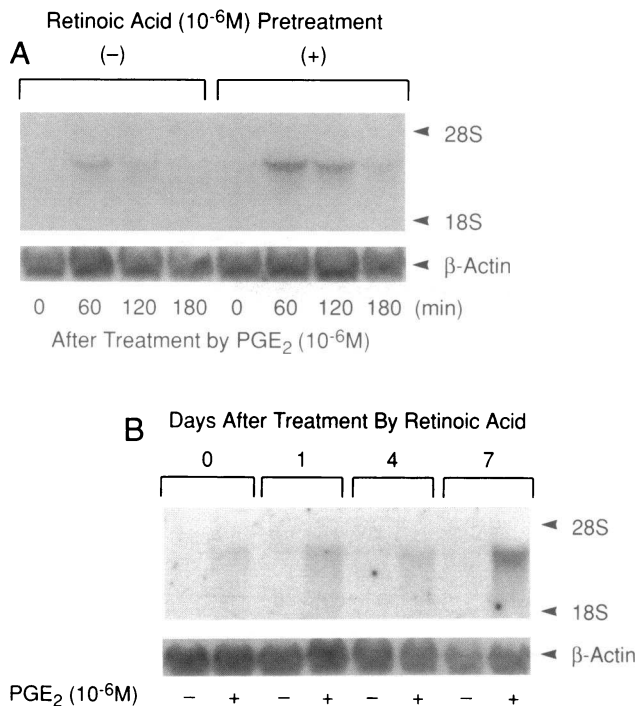 Retinoic Acid (10⁻⁶M) Pretreatment
A (–) (+)
28S
18S
β-Actin
0 60 120 180 0 60 120 180 (min)
After Treatment by PGE₂ (10⁻⁶M)
B Days After Treatment By Retinoic Acid
0 1 4 7
28S
18S
β-Actin
PGE₂ (10⁻⁶M) – + – + – + – +